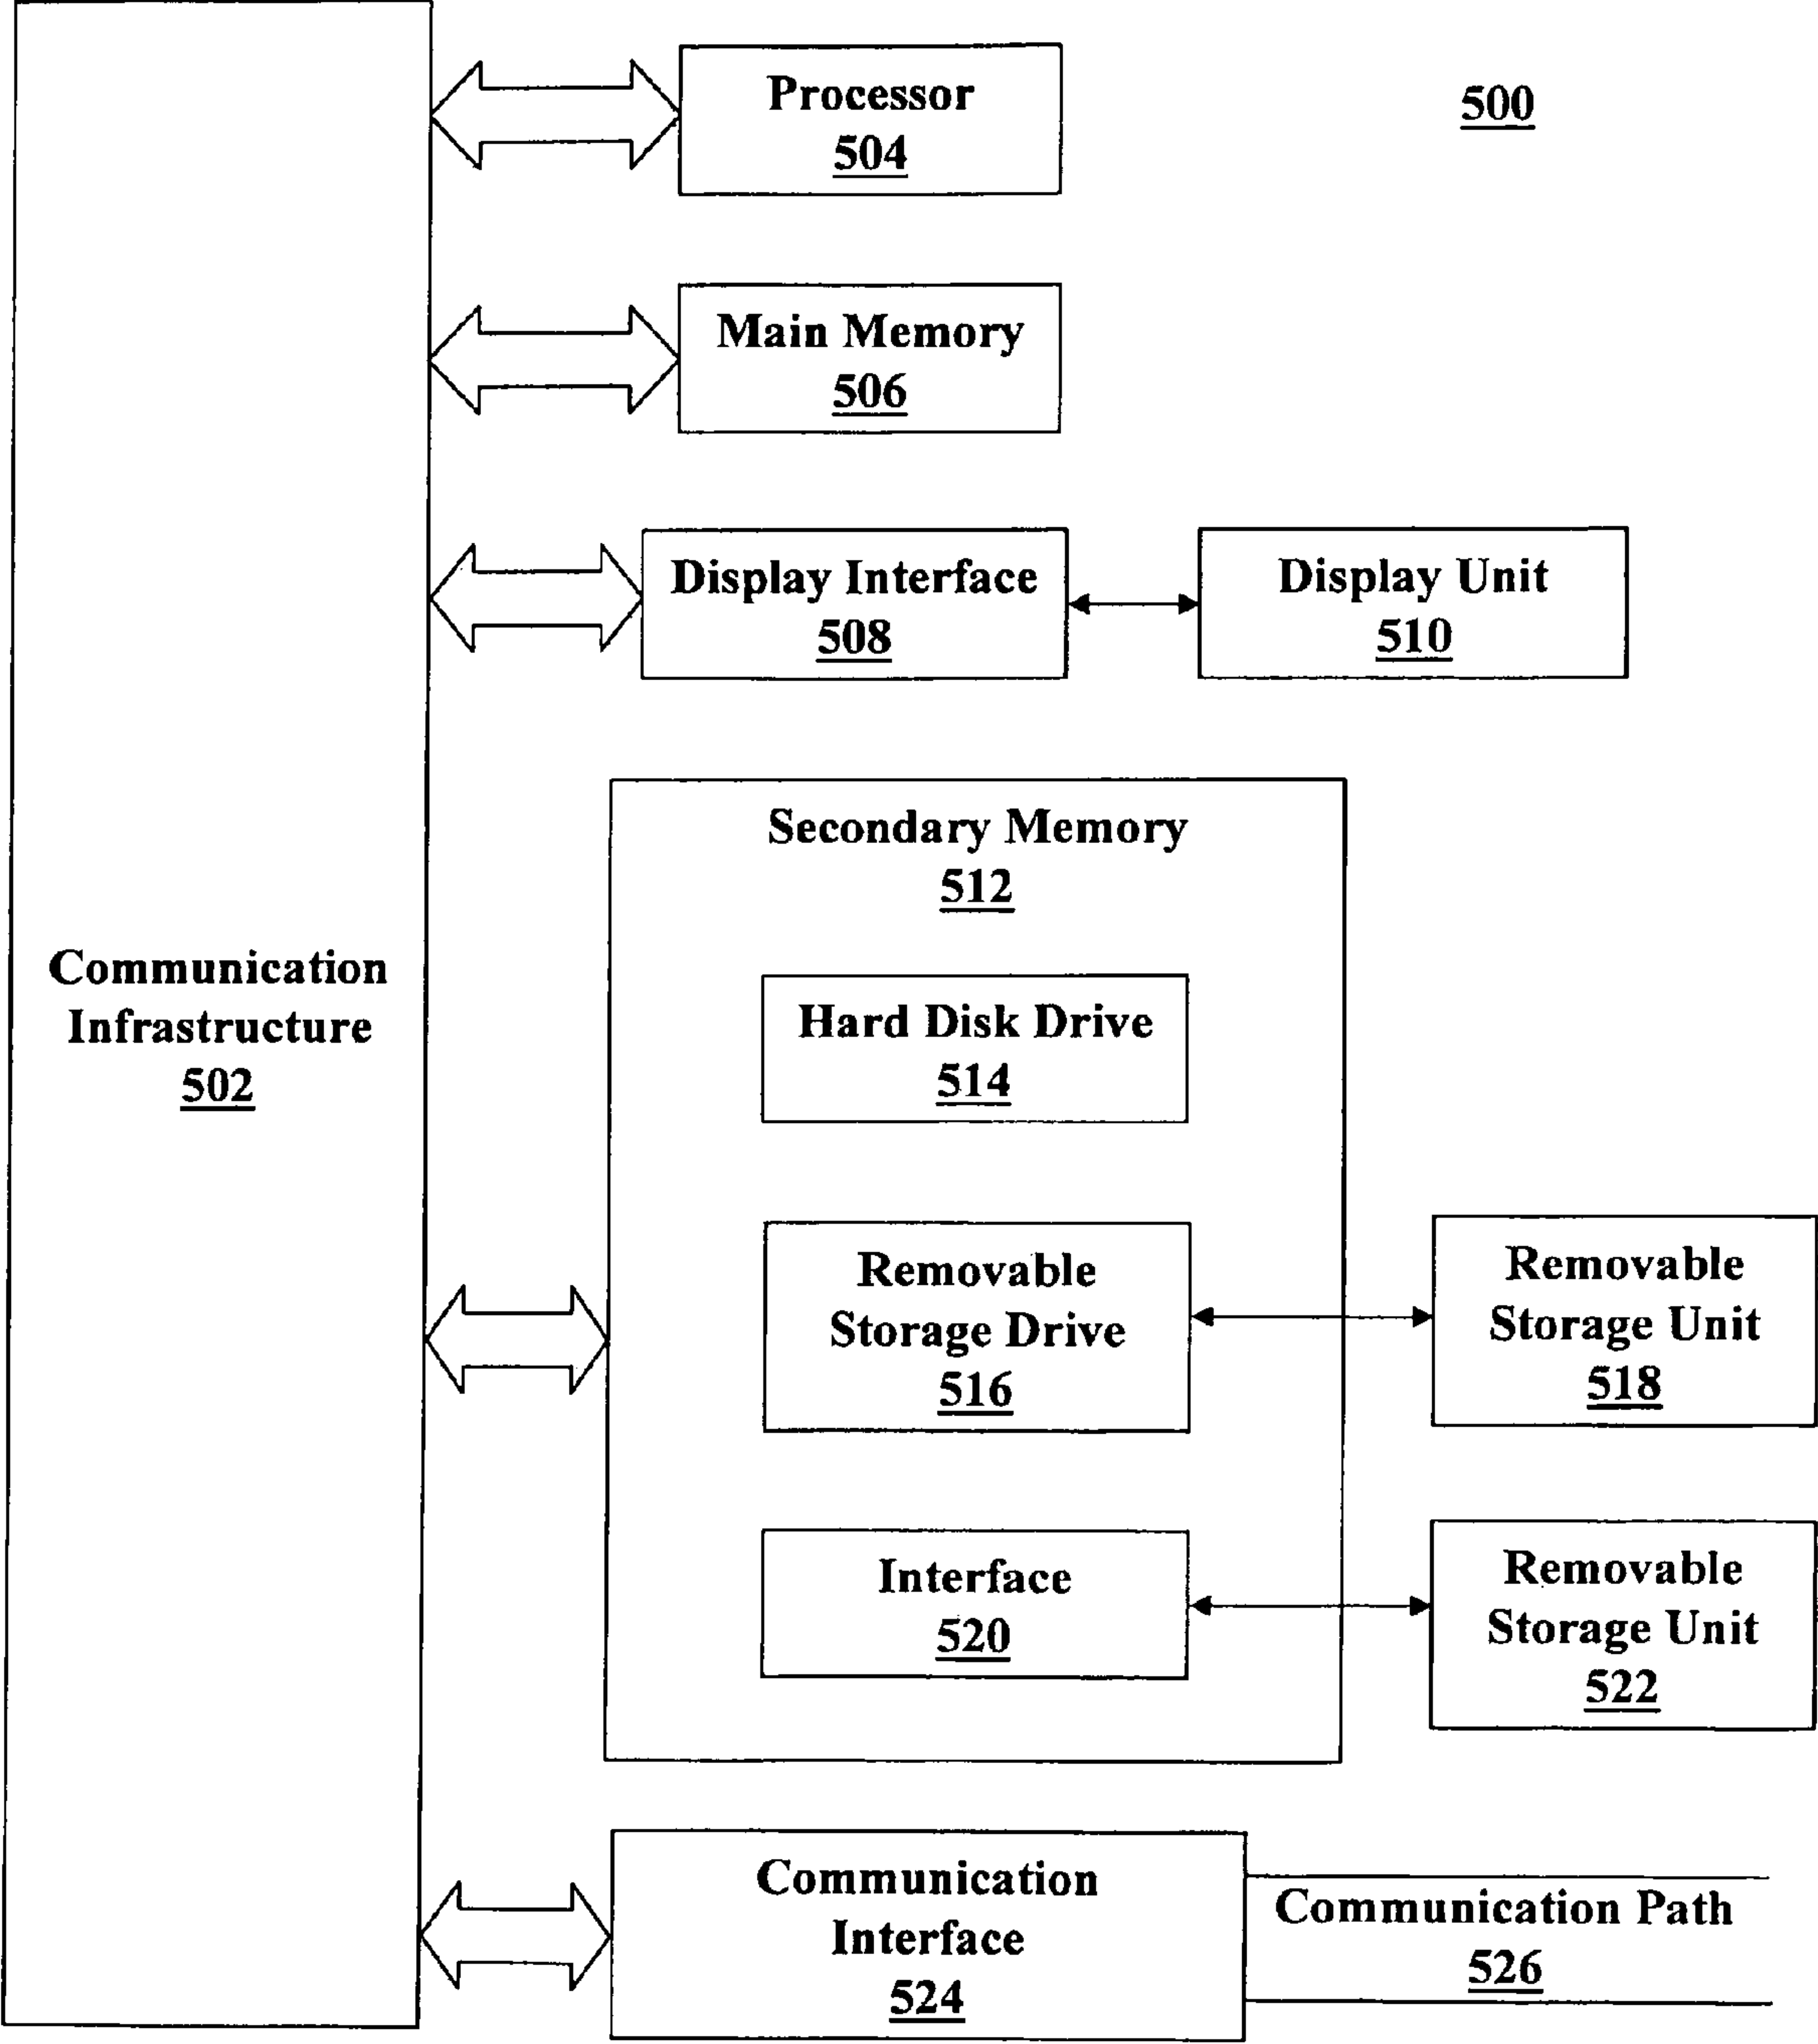 Processor
504
500
Main Memory
506
Display Interface
508
Display Unit
510
Secondary Memory
512
Communication
Infrastructure
502
Hard Disk Drive
514
Removable
Storage Drive
516
Removable
Storage Unit
518
Interface
520
Removable
Storage Unit
522
Communication
Interface
524
Communication Path
526